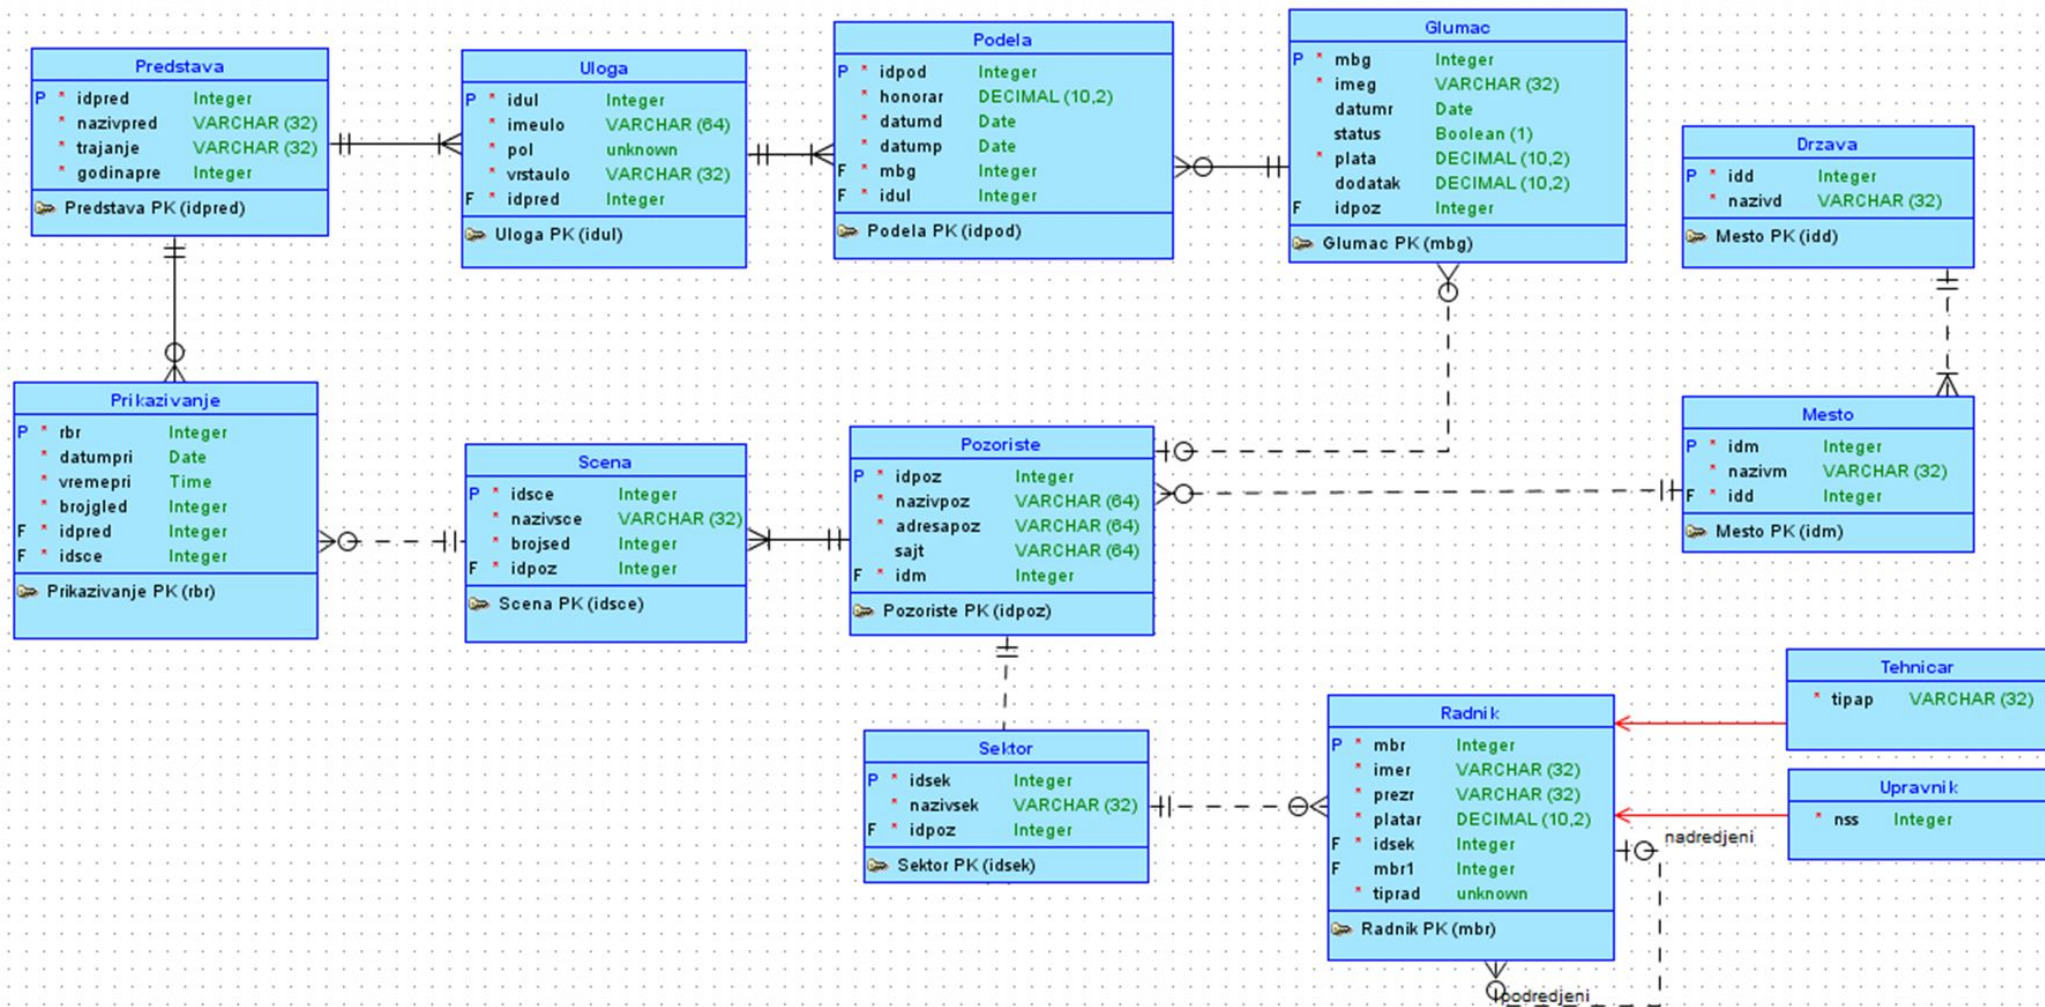 Predstava
P * idpred Integer
* nazivpred VARCHAR (32)
* trajanje VARCHAR (32)
* godinapre Integer
Predstava PK (idpred)
Uloga
P * idul Integer
* imeulo VARCHAR (64)
* pol unknown
* vrstaulo VARCHAR (32)
F * idpred Integer
Uloga PK (idul)
Podela
P * idpod Integer
* honorar DECIMAL (10,2)
* datumd Date
* datump Date
F * mbg Integer
F * idul Integer
Podela PK (idpod)
Glumac
P * mbg Integer
* imeg VARCHAR (32)
datumr Date
status Boolean (1)
* plata DECIMAL (10,2)
dodatak DECIMAL (10,2)
F idpoz Integer
Glumac PK (mbg)
Drzava
P * idd Integer
* nazivd VARCHAR (32)
Mesto PK (idd)
Prikazivanje
P * rbr Integer
* datumpri Date
* vremepri Time
* brojgled Integer
F * idpred Integer
F * idsce Integer
Prikazivanje PK (rbr)
Scena
P * idsce Integer
* nazivsce VARCHAR (32)
* brojsed Integer
F * idpoz Integer
Scena PK (idsce)
Pozoriste
P * idpoz Integer
* nazivpoz VARCHAR (64)
* adresapoz VARCHAR (64)
sajt VARCHAR (64)
F * idm Integer
Pozoriste PK (idpoz)
Mesto
P * idm Integer
* nazivm VARCHAR (32)
F * idd Integer
Mesto PK (idm)
Sektor
P * idsek Integer
* nazivsek VARCHAR (32)
F * idpoz Integer
Sektor PK (idsek)
Radnik
P * mbr Integer
* imer VARCHAR (32)
* prezr VARCHAR (32)
* platar DECIMAL (10,2)
F * idsek Integer
F mbr1 Integer
* tiprad unknown
Radnik PK (mbr)
Tehnicar
* tipap VARCHAR (32)
Upravnik
* nss Integer
nadredjeni
podredjeni